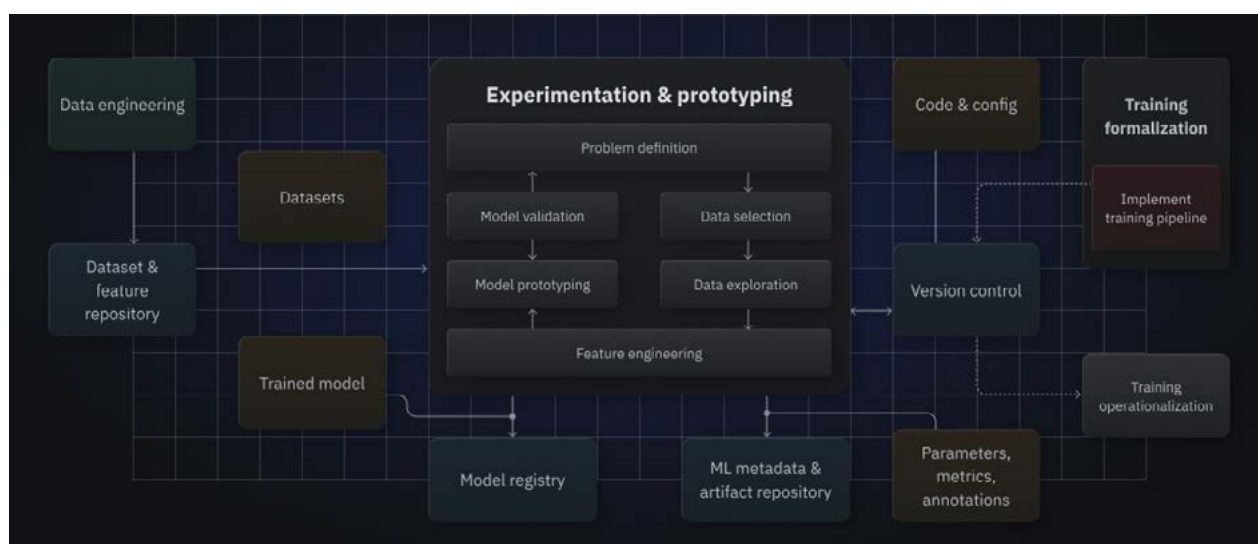 Data engineering
Datasets
Dataset &
feature
repository
Trained model
Experimentation & prototyping
Problem definition
Model validation
Data selection
Model prototyping
Data exploration
Feature engineering
Model registry
ML metadata &
artifact repository
Code & config
Version control
Parameters,
metrics,
annotations
Training
formalization
Implement
training pipeline
Training
operationalization